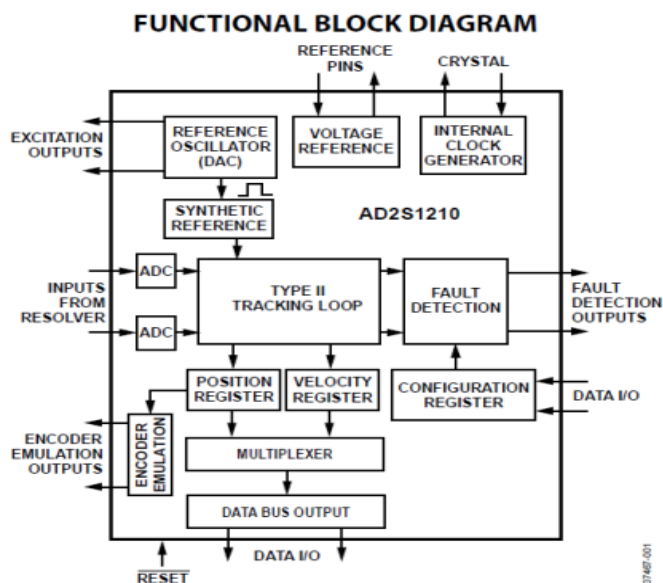 FUNCTIONAL BLOCK DIAGRAM
REFERENCE
PINS
CRYSTAL
EXCITATION
OUTPUTS
REFERENCE
OSCILLATOR
(DAC)
VOLTAGE
REFERENCE
INTERNAL
CLOCK
GENERATOR
SYNTHETIC
REFERENCE
AD2S1210
INPUTS
FROM
RESOLVER
ADC
ADC
TYPE II
TRACKING LOOP
FAULT
DETECTION
FAULT
DETECTION
OUTPUTS
POSITION
REGISTER
VELOCITY
REGISTER
CONFIGURATION
REGISTER
DATA I/O
ENCODER
EMULATION
OUTPUTS
ENCODER
EMULATION
MULTIPLEXER
DATA BUS OUTPUT
DATA I/O
RESET
07467-001